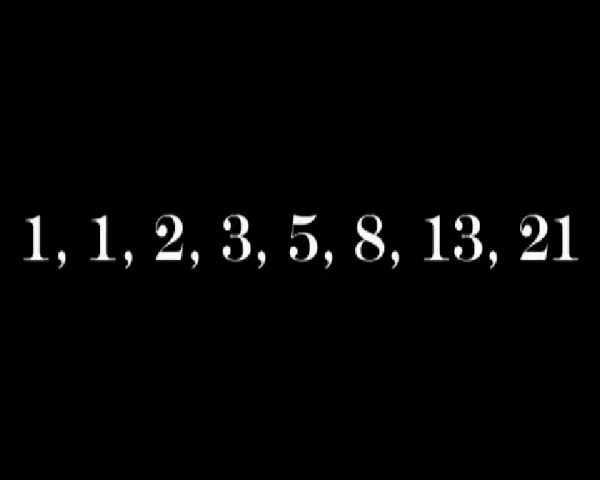 1, 1, 2, 3, 5, 8, 13, 21